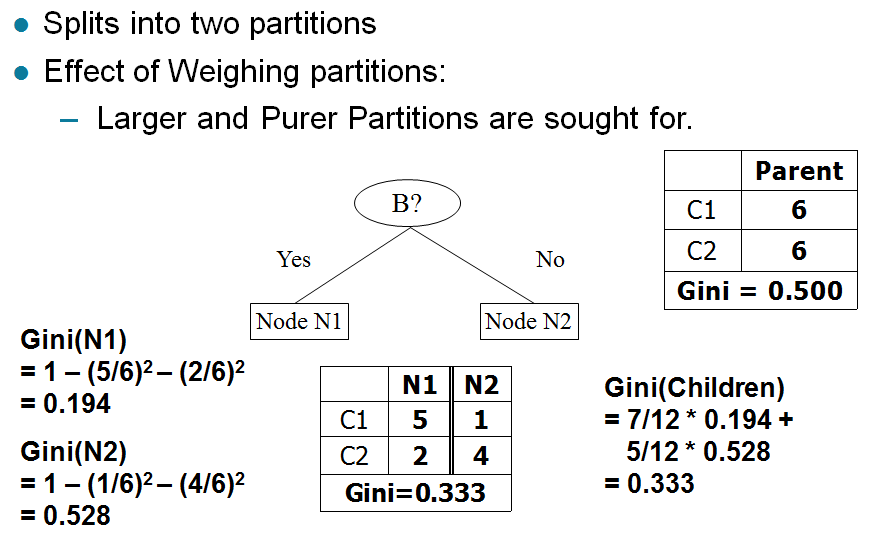 Splits into two partitions
Effect of Weighing partitions:
– Larger and Purer Partitions are sought for.
Parent
C1 6
C2 6
Gini = 0.500
B?
Yes No
Node N1 Node N2
Gini(N1)
= 1 – (5/6)² – (2/6)²
= 0.194
Gini(N2)
= 1 – (1/6)² – (4/6)²
= 0.528
N1 N2
C1 5 1
C2 2 4
Gini=0.333
Gini(Children)
= 7/12 * 0.194 +
5/12 * 0.528
= 0.333